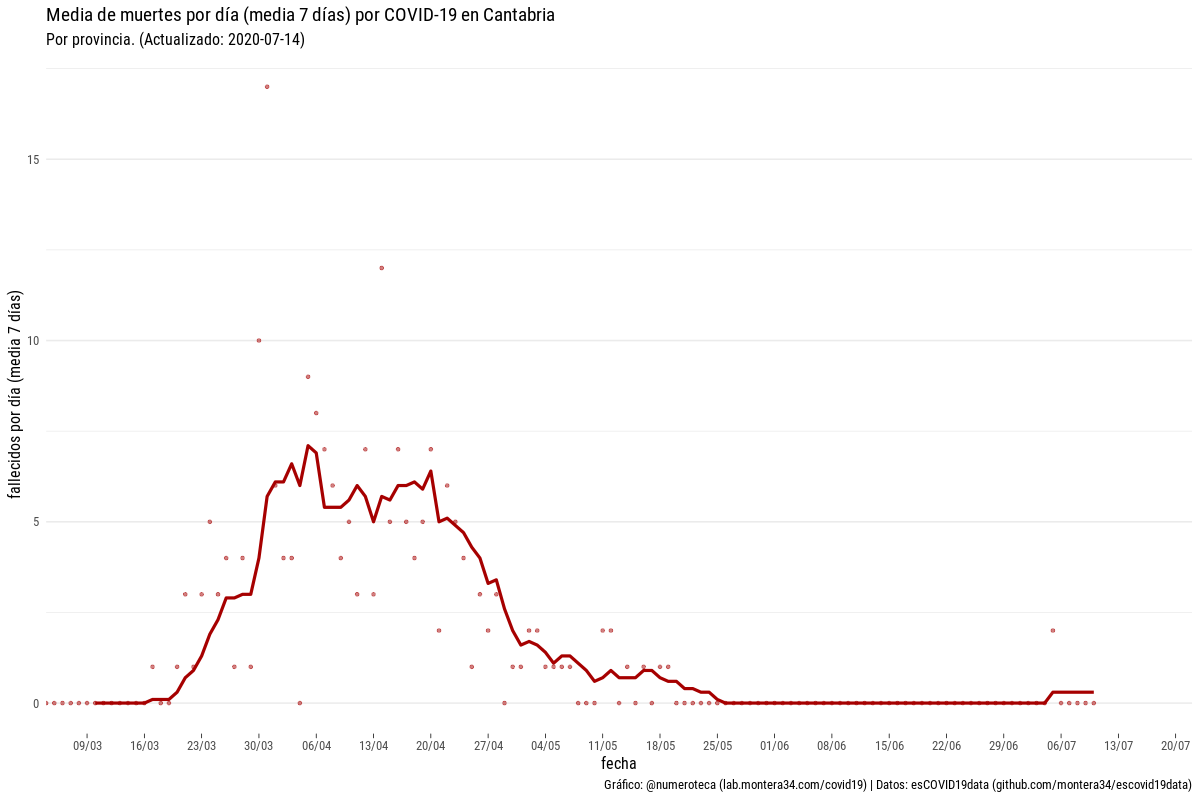 Media de muertes por día (media 7 días) por COVID-19 en Cantabria
Por provincia. (Actualizado: 2020-07-14)
fallecidos por día (media 7 días)
15
10
5
0
09/03 16/03 23/03 30/03 06/04 13/04 20/04 27/04 04/05 11/05 18/05 25/05 01/06 08/06 15/06 22/06 29/06 06/07 13/07 20/07
fecha
Gráfico: @numeroteca (lab.montera34.com/covid19) | Datos: esCOVID19data (github.com/montera34/escovid19data)